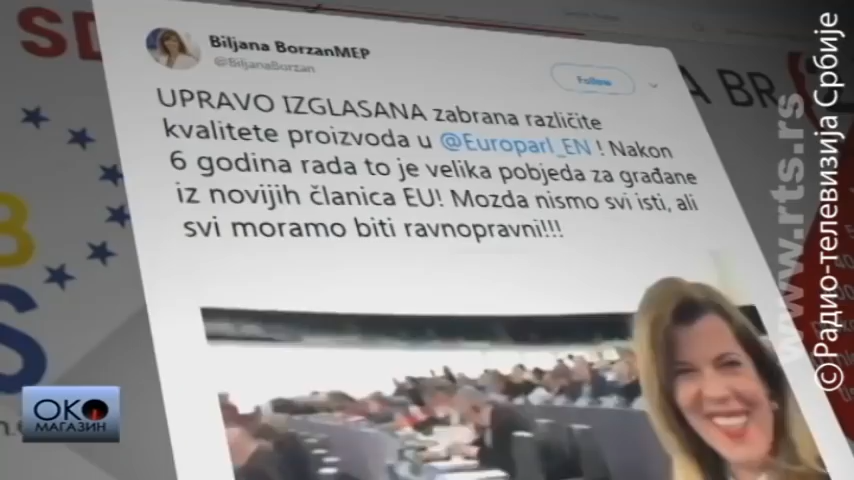 Biljana BorzanMEP
@BiljanaBorzan
Follow
UPRAVO IZGLASANA zabrana različite
kvalitete proizvoda u @Europarl_EN ! Nakon
6 godina rada to je velika pobjeda za građane
iz novijih članica EU! Mozda nismo svi isti, ali
svi moramo biti ravnopravni!!!
SD
A BR
B
S
ОКО
МАГАЗИН
www.rts.rs
© Радио-телевизија Србије